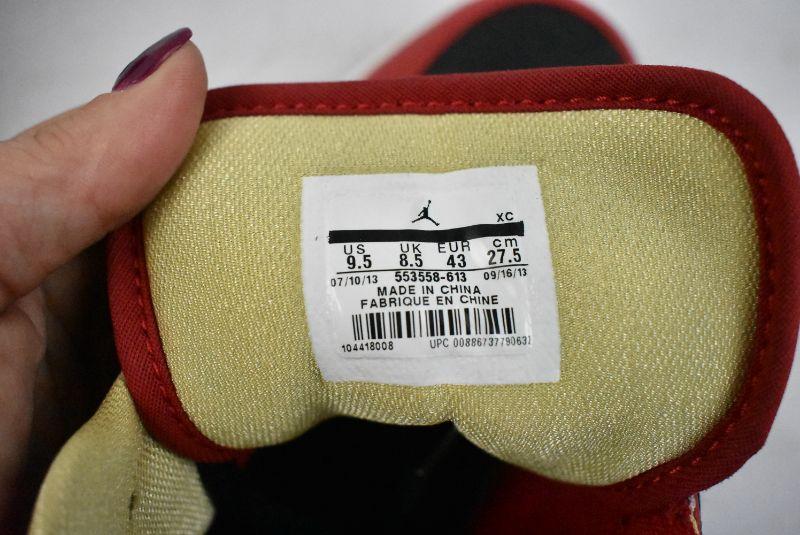 XC
US UK EUR cm
9.5 8.5 43 27.5
07/10/13 553558-613 09/16/13
MADE IN CHINA
FABRIQUE EN CHINE
104418008 UPC